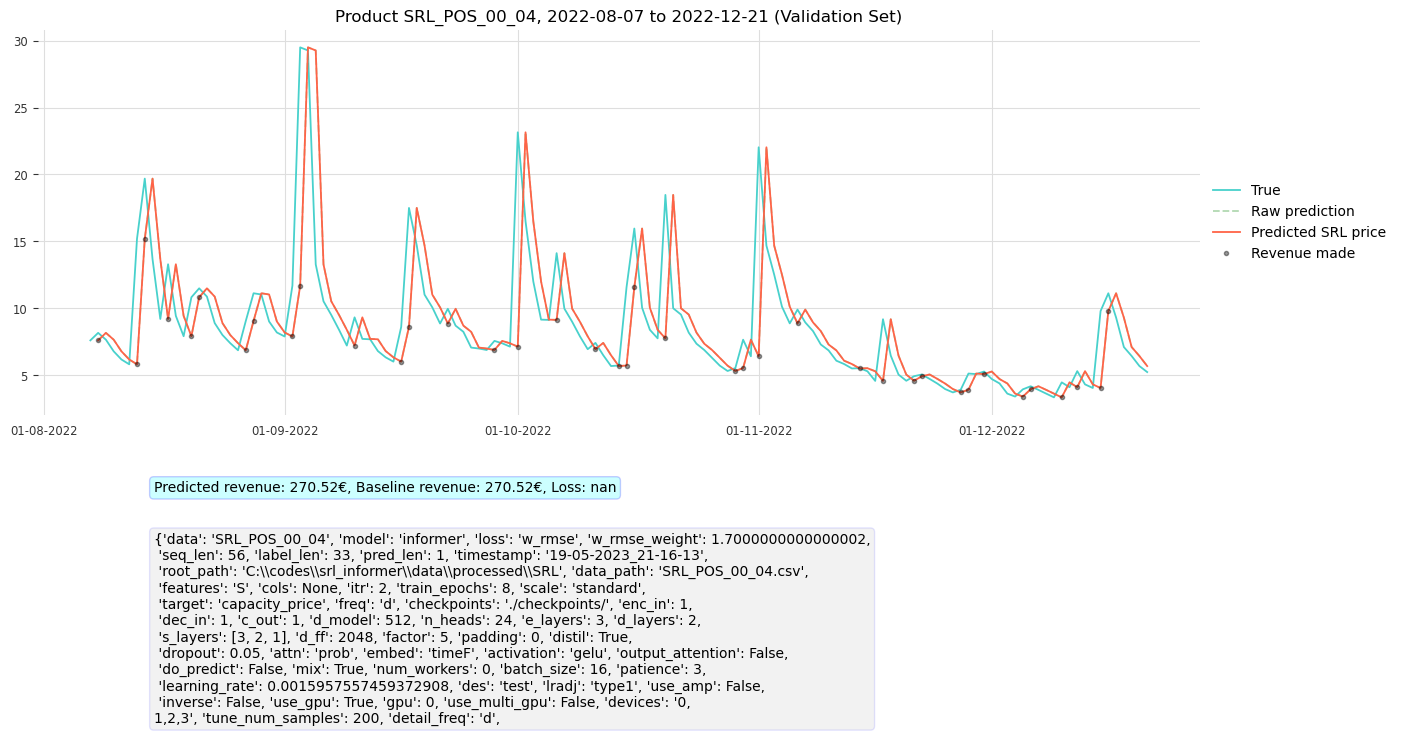 Product SRL_POS_00_04, 2022-08-07 to 2022-12-21 (Validation Set)
30
25
20
15
10
5
01-08-2022
01-09-2022
01-10-2022
01-11-2022
01-12-2022
True
Raw prediction
Predicted SRL price
Revenue made
Predicted revenue: 270.52€, Baseline revenue: 270.52€, Loss: nan
{'data': 'SRL_POS_00_04', 'model': 'informer', 'loss': 'w_rmse', 'w_rmse_weight': 1.7000000000000002,
'seq_len': 56, 'label_len': 33, 'pred_len': 1, 'timestamp': '19-05-2023_21-16-13',
'root_path': 'C:\\codes\\srl_informer\\data\\processed\\SRL', 'data_path': 'SRL_POS_00_04.csv',
'features': 'S', 'cols': None, 'itr': 2, 'train_epochs': 8, 'scale': 'standard',
'target': 'capacity_price', 'freq': 'd', 'checkpoints': './checkpoints/', 'enc_in': 1,
'dec_in': 1, 'c_out': 1, 'd_model': 512, 'n_heads': 24, 'e_layers': 3, 'd_layers': 2,
's_layers': [3, 2, 1], 'd_ff': 2048, 'factor': 5, 'padding': 0, 'distil': True,
'dropout': 0.05, 'attn': 'prob', 'embed': 'timeF', 'activation': 'gelu', 'output_attention': False,
'do_predict': False, 'mix': True, 'num_workers': 0, 'batch_size': 16, 'patience': 3,
'learning_rate': 0.0015957557459372908, 'des': 'test', 'lradj': 'type1', 'use_amp': False,
'inverse': False, 'use_gpu': True, 'gpu': 0, 'use_multi_gpu': False, 'devices': '0,
1,2,3', 'tune_num_samples': 200, 'detail_freq': 'd',